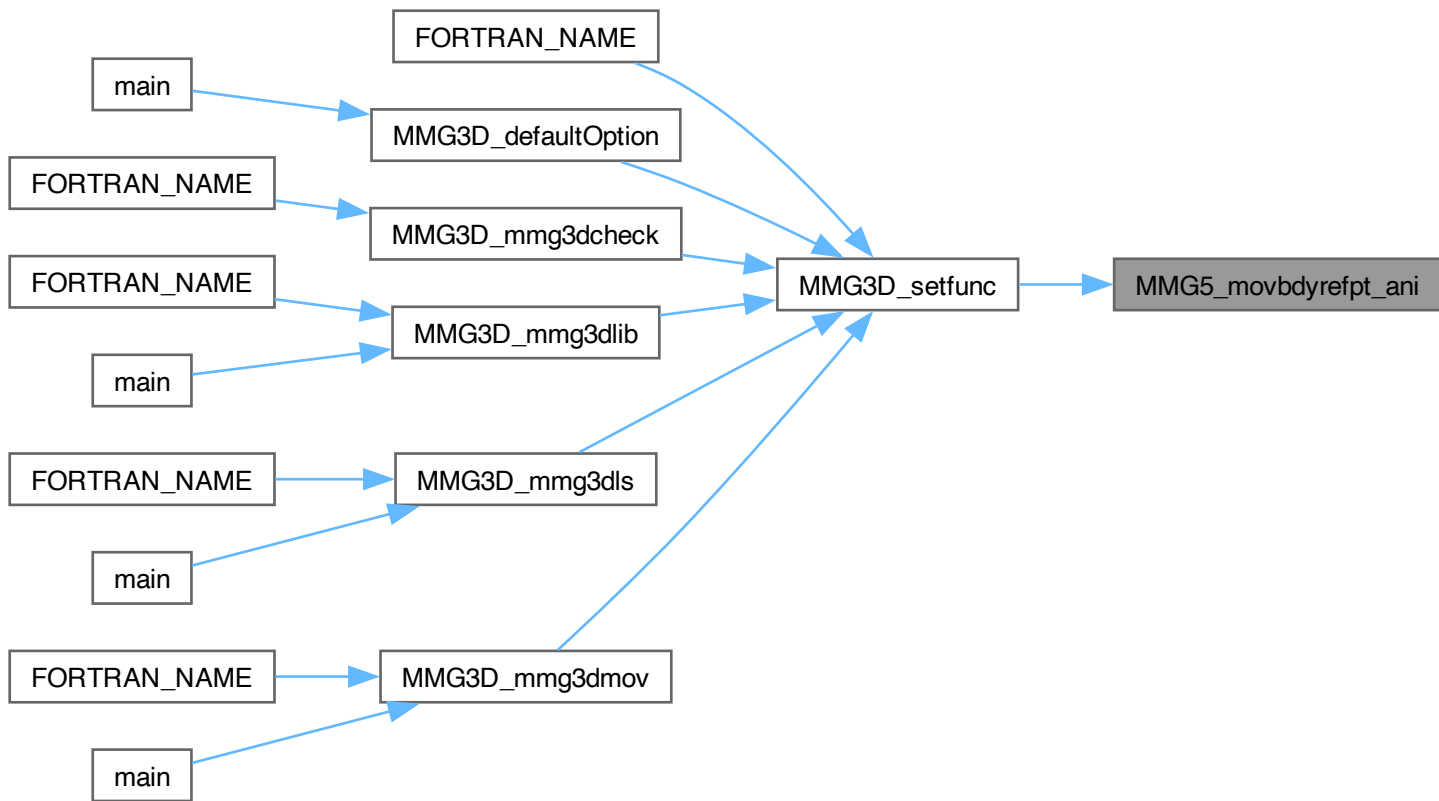 FORTRAN_NAME
main
MMG3D_defaultOption
FORTRAN_NAME
MMG3D_mmg3dcheck
FORTRAN_NAME
MMG3D_setfunc
MMG5_movbdyrefpt_ani
MMG3D_mmg3dlib
main
FORTRAN_NAME
MMG3D_mmg3dls
main
FORTRAN_NAME
MMG3D_mmg3dmov
main